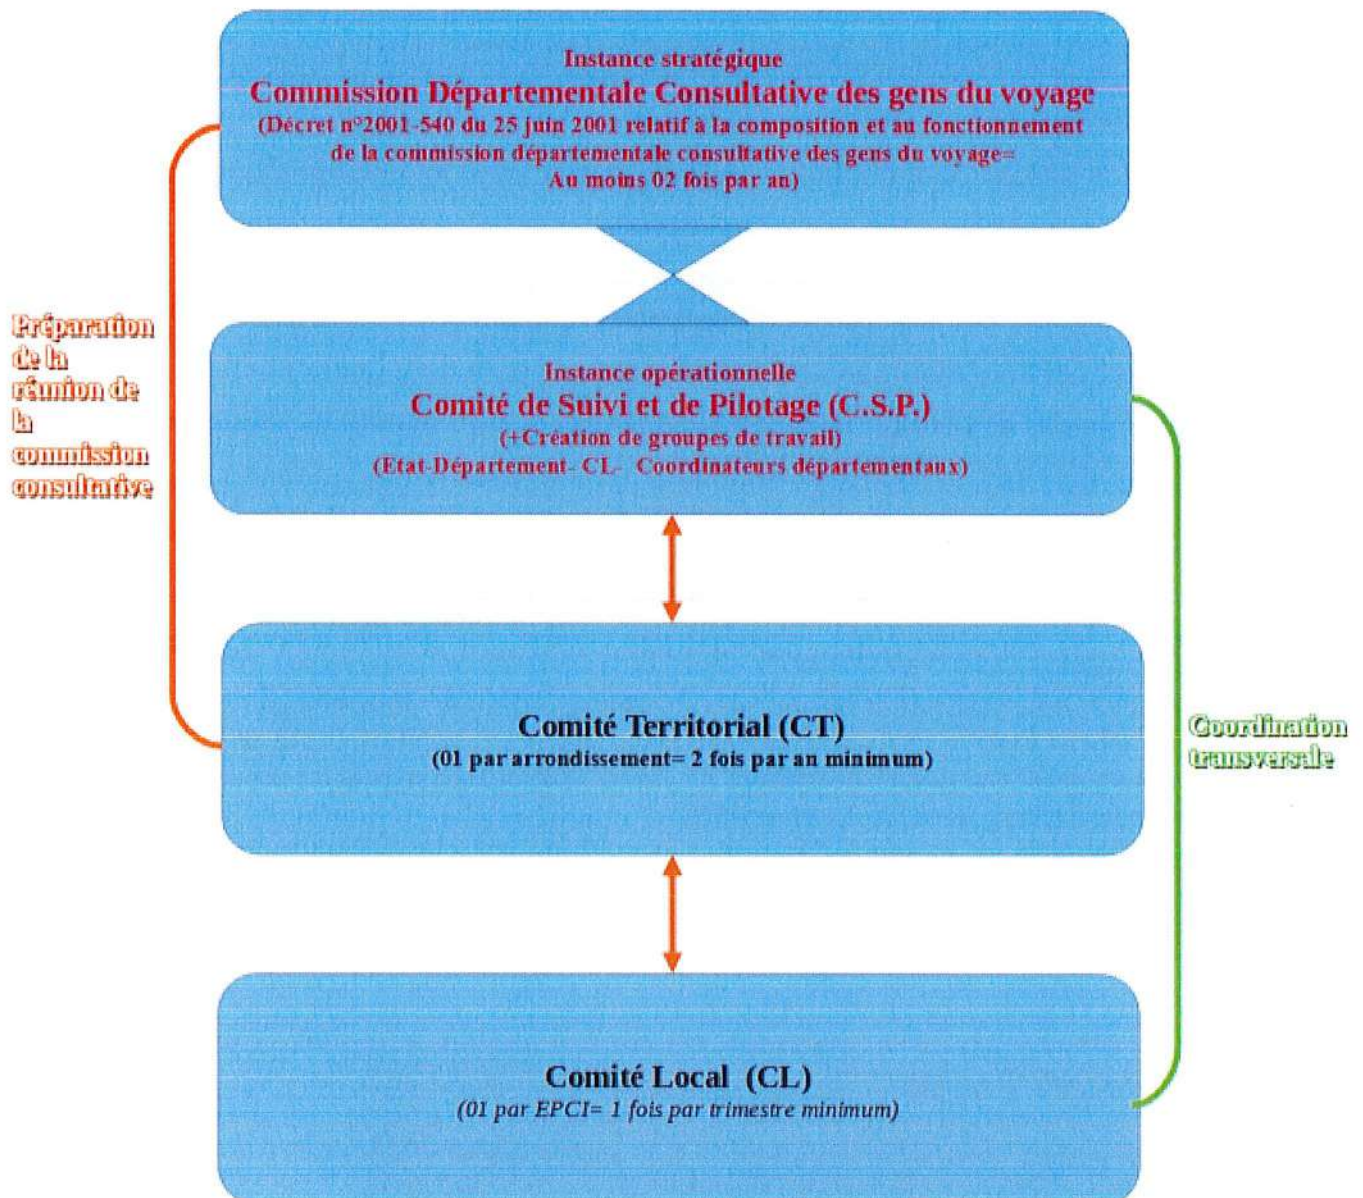 Instance stratégique
Commission Départementale Consultative des gens du voyage
(Décret n°2001-540 du 25 juin 2001 relatif à la composition et au fonctionnement
de la commission départementale consultative des gens du voyage=
Au moins 02 fois par an)
Préparation
de la
réunion de
la
commission
consultative
Instance opérationnelle
Comité de Suivi et de Pilotage (C.S.P.)
(+Création de groupes de travail)
(Etat-Département- CL- Coordinateurs départementaux)
Comité Territorial (CT)
(01 par arrondissement= 2 fois par an minimum)
Coordination
transversale
Comité Local (CL)
(01 par EPCI= 1 fois par trimestre minimum)